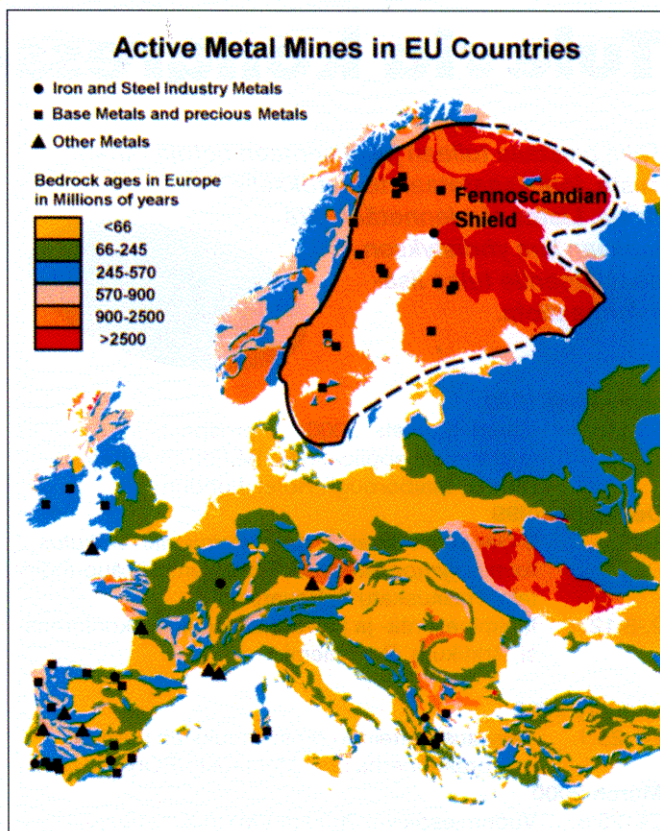 Active Metal Mines in EU Countries
Iron and Steel Industry Metals
Base Metals and precious Metals
Other Metals
Bedrock ages in Europe
in Millions of years
<66
66-245
245-570
570-900
900-2500
>2500
Fennoscandian
Shield